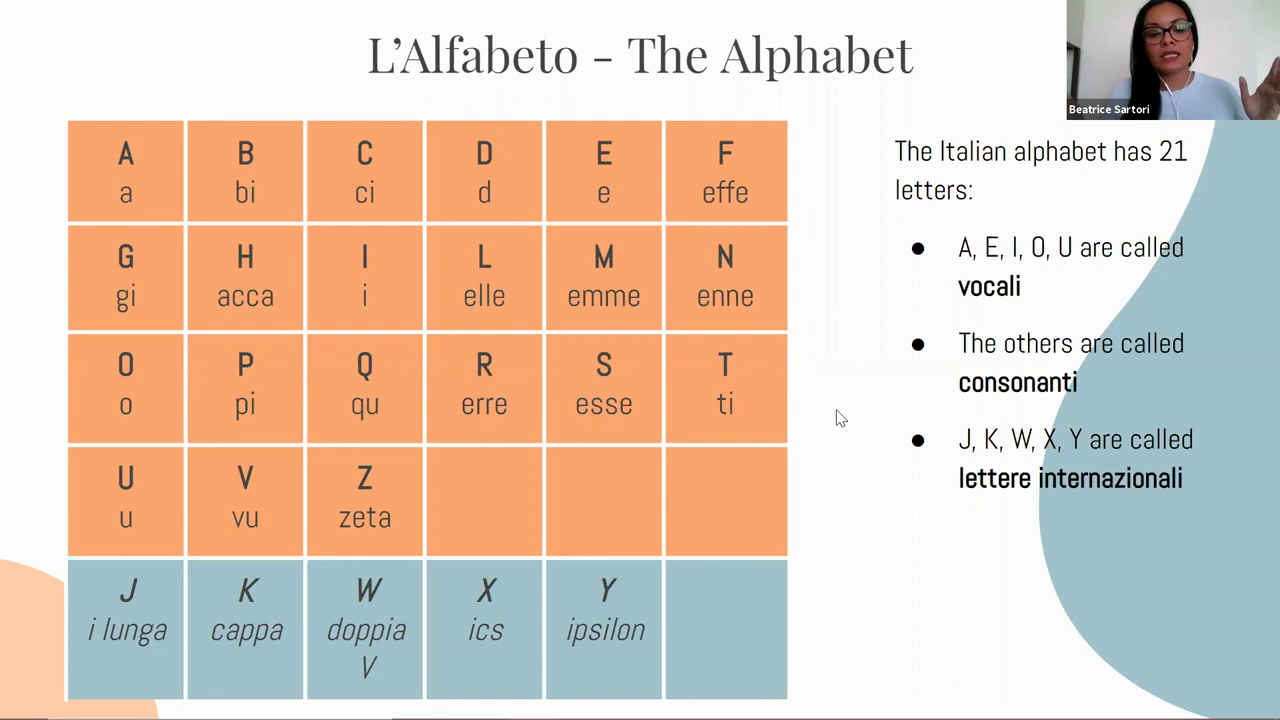 L'Alfabeto - The Alphabet
Beatrice Sartori
A B C D E F
a bi ci d e effe
G H I L M N
gi acca i elle emme enne
O P Q R S T
o pi qu erre esse ti
U V Z
u vu zeta
J K W X Y
i lunga cappa doppia ics ipsilon
V
The Italian alphabet has 21
letters:
● A, E, I, O, U are called
vocali
● The others are called
consonanti
● J, K, W, X, Y are called
lettere internazionali